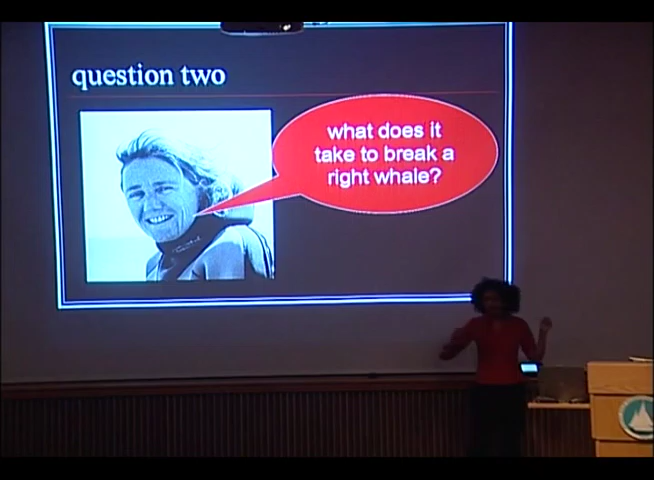 question two
what does it
take to break a
right whale?